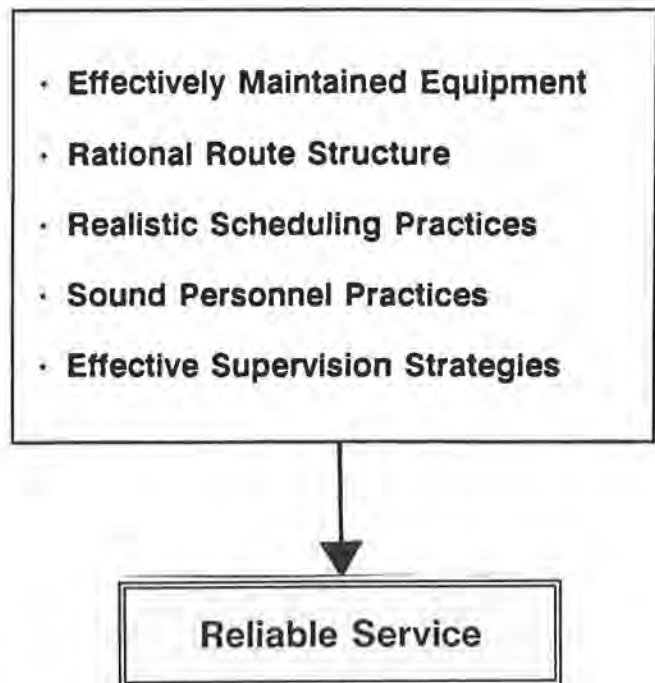 · Effectively Maintained Equipment
· Rational Route Structure
· Realistic Scheduling Practices
· Sound Personnel Practices
· Effective Supervision Strategies
Reliable Service